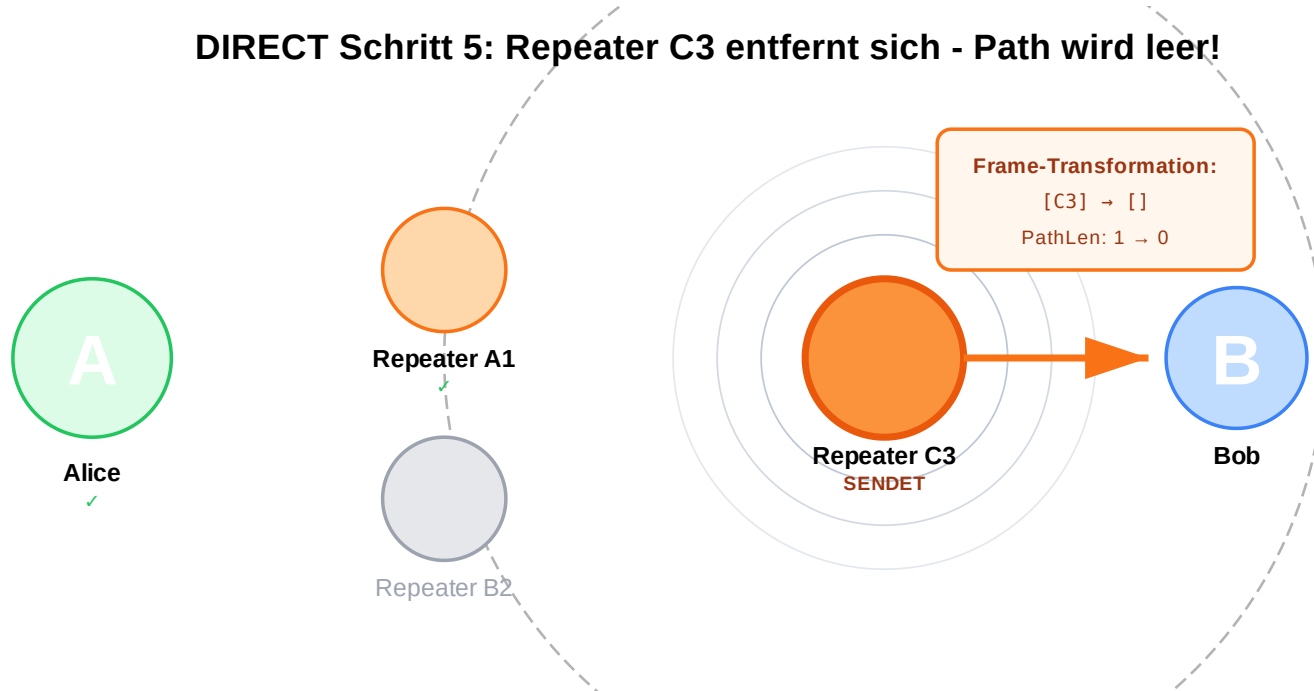 DIRECT Schritt 5: Repeater C3 entfernt sich - Path wird leer!
Frame-Transformation:
[C3] → []
PathLen: 1 → 0
A
Alice
✓
Repeater A1
✓
Repeater B2
Repeater C3
SENDET
B
Bob